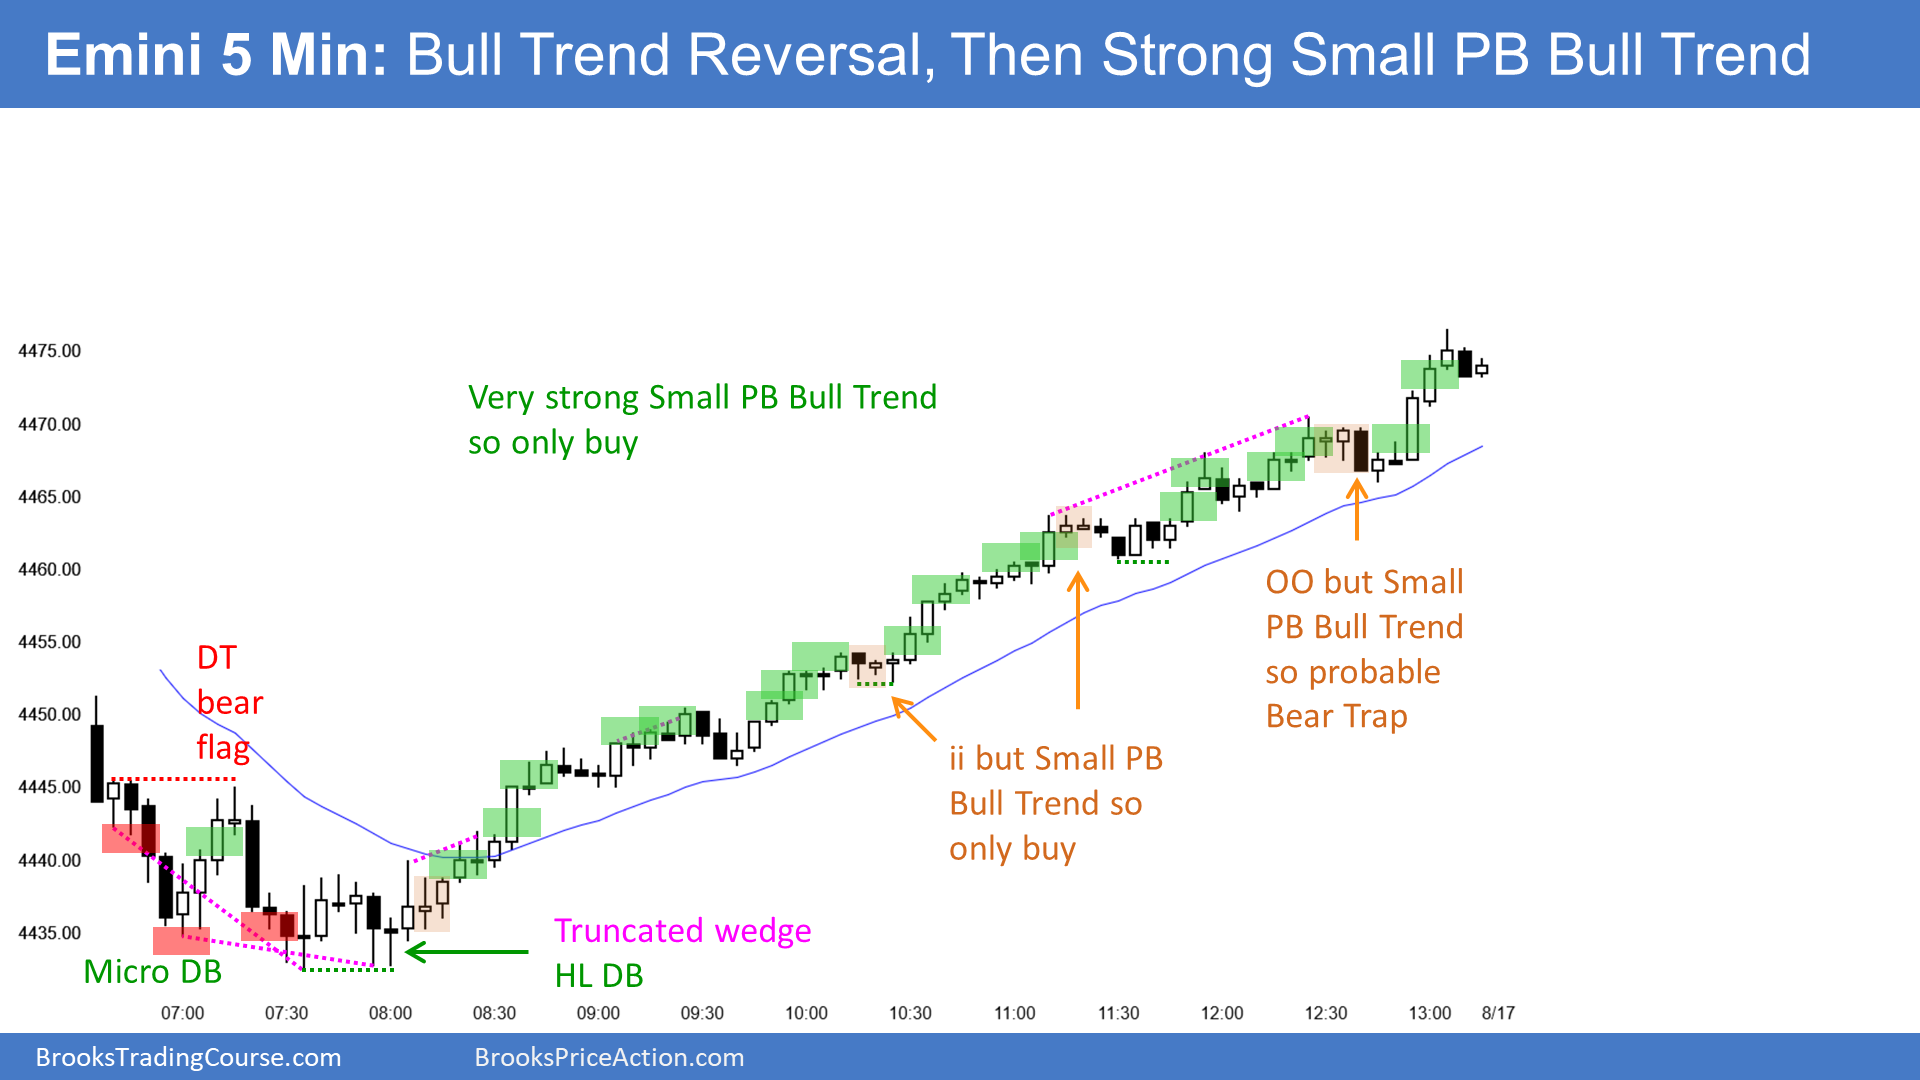 Emini 5 Min: Bull Trend Reversal, Then Strong Small PB Bull Trend
4475.00
4470.00
4465.00
4460.00
4455.00
4450.00
4445.00
4440.00
4435.00
Very strong Small PB Bull Trend
so only buy
DT
bear
flag
OO but Small
PB Bull Trend
so probable
Bear Trap
ii but Small PB
Bull Trend so
only buy
Truncated wedge
HL DB
Micro DB
07:00 07:30 08:00 08:30 09:00 09:30 10:00 10:30 11:00 11:30 12:00 12:30 13:00 8/17
BrooksTradingCourse.com BrooksPriceAction.com